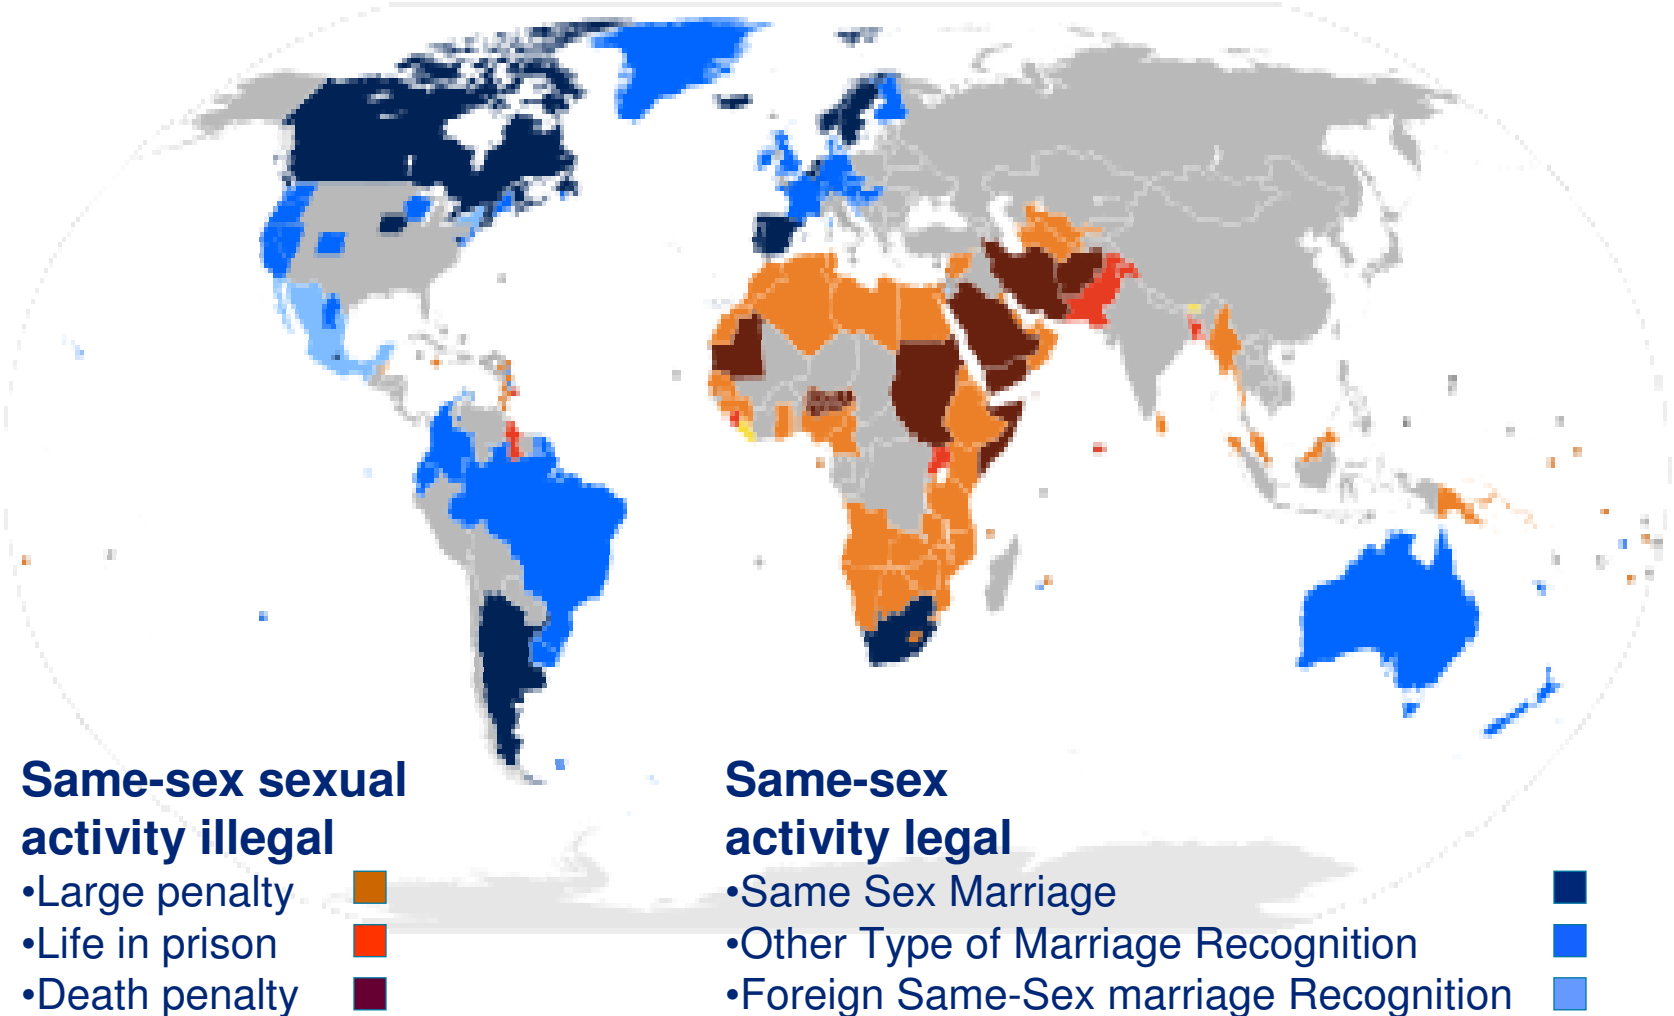 Same-sex sexual
activity illegal
•Large penalty
•Life in prison
•Death penalty
Same-sex
activity legal
•Same Sex Marriage
•Other Type of Marriage Recognition
•Foreign Same-Sex marriage Recognition